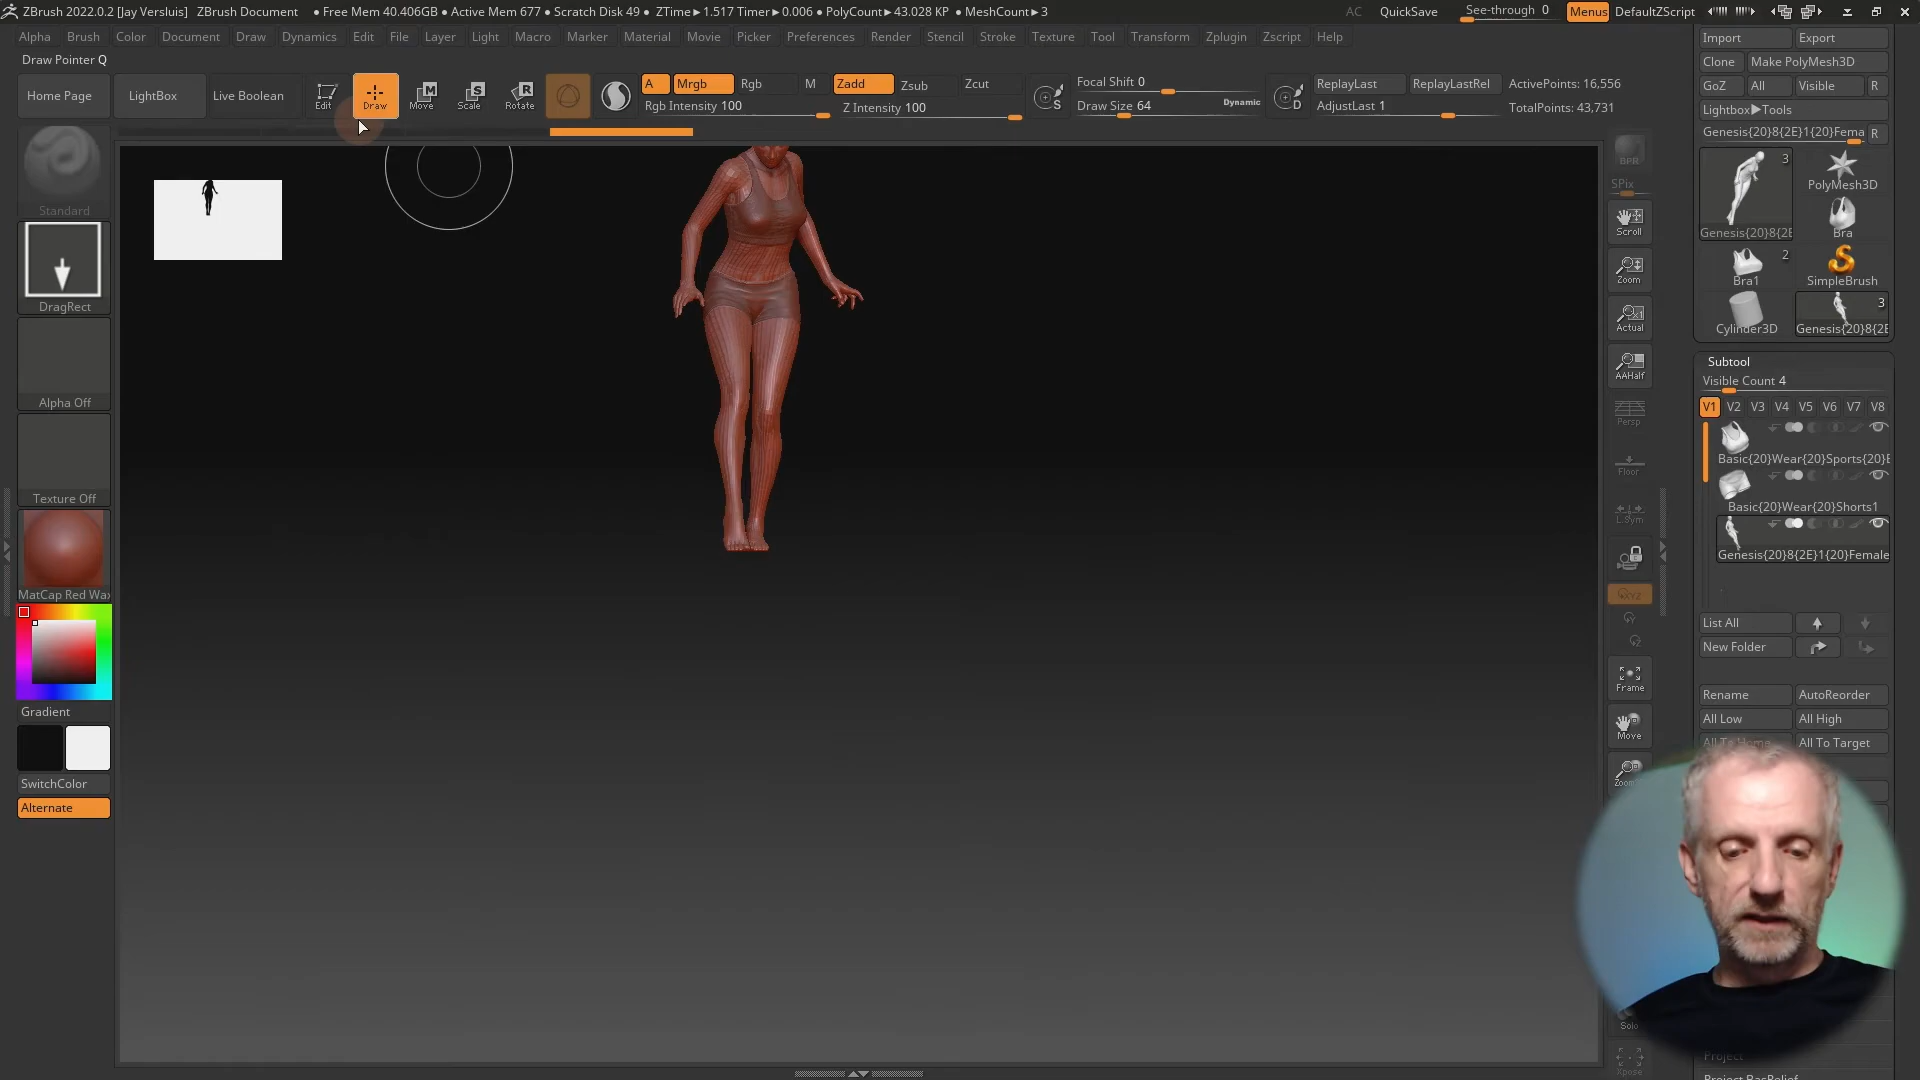 ZBrush 2022.0.2 [Jay Versluis] ZBrush Document • Free Mem 40.406GB • Active Mem 677 • Scratch Disk 49 • ZTime►1.517 Timer►0.006 • PolyCount►43.028 KP • MeshCount►3 AC QuickSave See-through 0 Menus DefaultZScript
Alpha Brush Color Document Draw Dynamics Edit File Layer Light Macro Marker Material Movie Picker Preferences Render Stencil Stroke Texture Tool Transform Zplugin Zscript Help
Draw Pointer Q
Home Page LightBox Live Boolean Edit Draw Move Scale Rotate
A Mrgb Rgb M Zadd Zsub Zcut
Rgb Intensity 100 Z Intensity 100
Focal Shift 0
Draw Size 64 Dynamic
ReplayLast ReplayLastRel ActivePoints: 16,556
AdjustLast 1 TotalPoints: 43,731
Standard
DragRect
Alpha Off
Texture Off
MatCap Red Wax
Gradient
SwitchColor
Alternate
BPR
SPix
Scroll
Zoom
Actual
AAHalf
Persp
Floor
L.Sym
XYZ
Frame
Move
Solo
Xpose
Import Export
Clone Make PolyMesh3D
GoZ All Visible R
Lightbox►Tools
Genesis{20}8{2E}1{20}Fema R
3
PolyMesh3D
Genesis{20}8{2E Bra
2
Bra1 SimpleBrush
3
Cylinder3D Genesis{20}8{2E
Subtool
Visible Count 4
V1 V2 V3 V4 V5 V6 V7 V8
Basic{20}Wear{20}Sports{20}E
Basic{20}Wear{20}Shorts1
Genesis{20}8{2E}1{20}Female
List All
New Folder
Rename AutoReorder
All Low All High
All To Home All To Target
Project
Project BasRelief